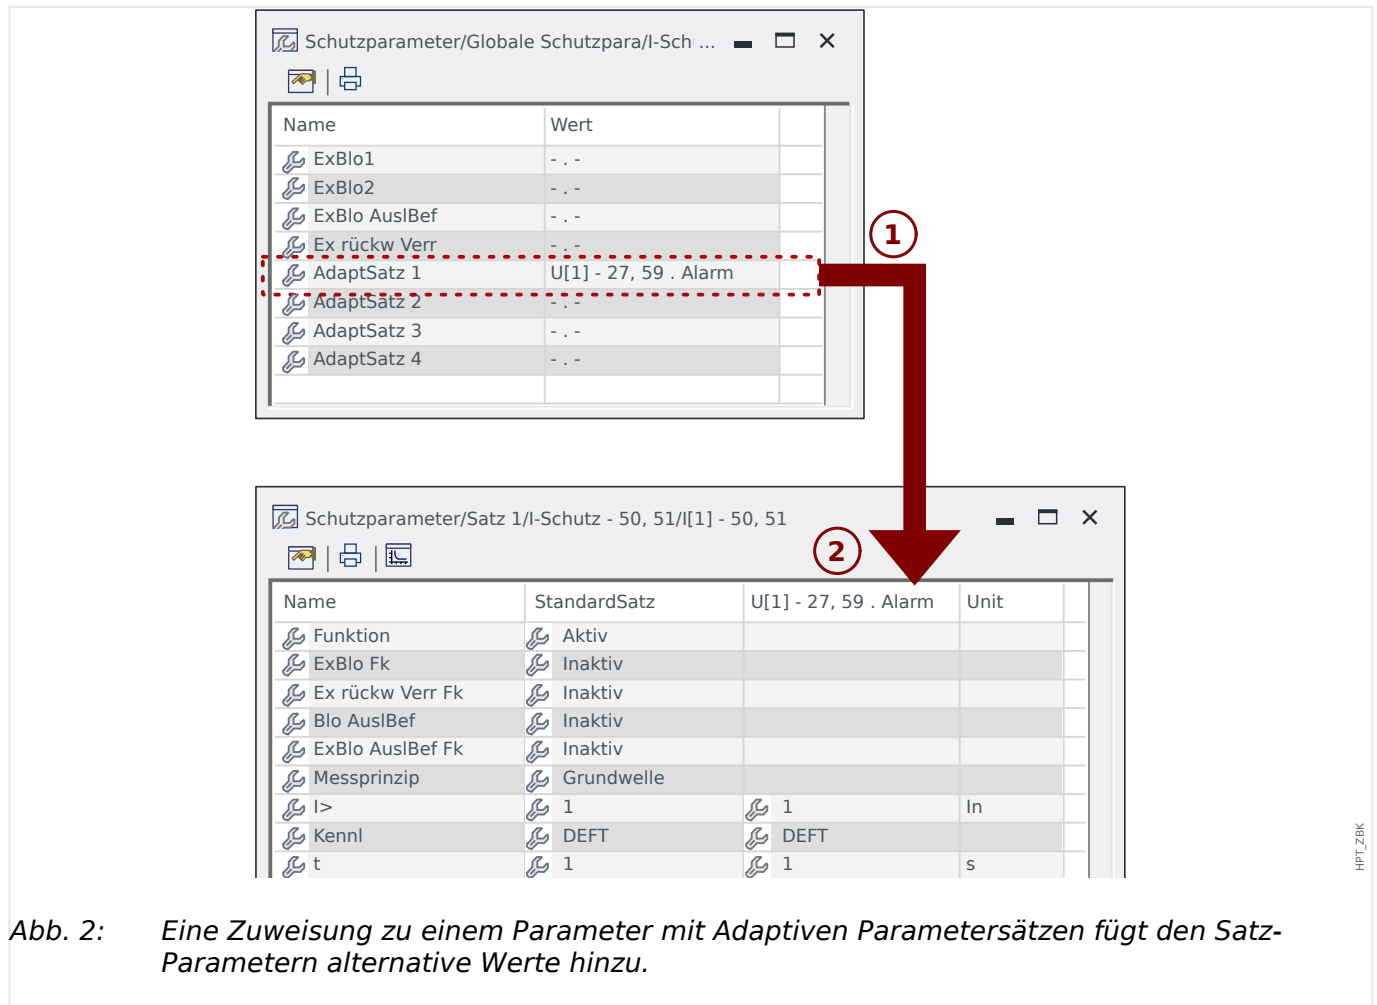 Schutzparameter/Globale Schutzpara/I-Sch ...
Name Wert
ExBlo1 - . -
ExBlo2 - . -
ExBlo AuslBef - . -
Ex rückw Verr - . -
AdaptSatz 1 U[1] - 27, 59 . Alarm
AdaptSatz 2 - . -
AdaptSatz 3 - . -
AdaptSatz 4 - . -
1
Schutzparameter/Satz 1/I-Schutz - 50, 51/I[1] - 50, 51
2
Name StandardSatz U[1] - 27, 59 . Alarm Unit
Funktion Aktiv
ExBlo Fk Inaktiv
Ex rückw Verr Fk Inaktiv
Blo AuslBef Inaktiv
ExBlo AuslBef Fk Inaktiv
Messprinzip Grundwelle
I> 1 1 In
Kennl DEFT DEFT
t 1 1 s
HPT_ZBK
Abb. 2: Eine Zuweisung zu einem Parameter mit Adaptiven Parametersätzen fügt den Satz-
Parametern alternative Werte hinzu.